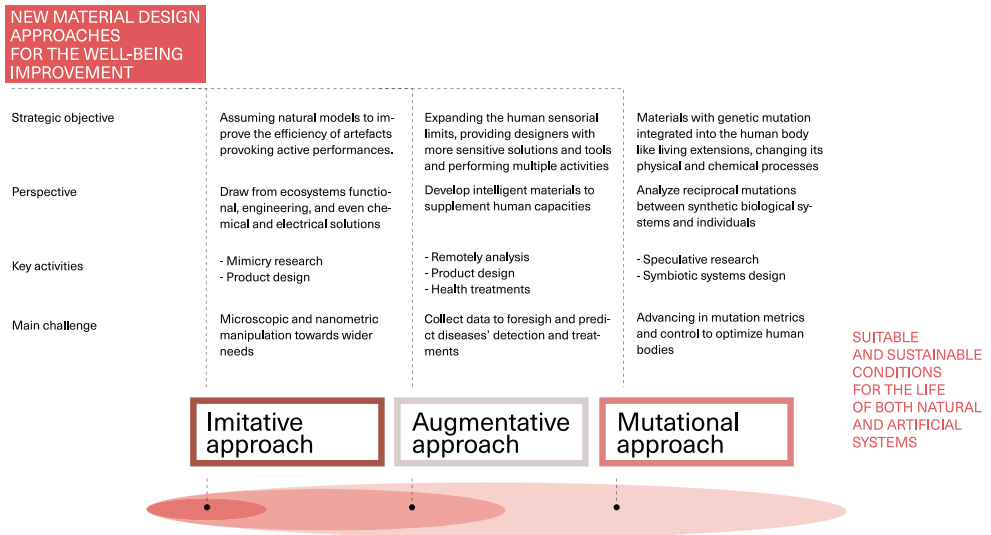 NEW MATERIAL DESIGN
APPROACHES
FOR THE WELL-BEING
IMPROVEMENT
Strategic objective
Assuming natural models to im-
prove the efficiency of artefacts
provoking active performances.
Expanding the human sensorial
limits, providing designers with
more sensitive solutions and tools
and performing multiple activities
Materials with genetic mutation
integrated into the human body
like living extensions, changing its
physical and chemical processes
Perspective
Draw from ecosystems functio-
nal, engineering, and even che-
mical and electrical solutions
Develop intelligent materials to
supplement human capacities
Analyze reciprocal mutations
between synthetic biological sy-
stems and individuals
Key activities
- Mimicry research
- Product design
- Remotely analysis
- Product design
- Health treatments
- Speculative research
- Symbiotic systems design
Main challenge
Microscopic and nanometric
manipulation towards wider
needs
Collect data to foresigh and predi-
ct diseases’ detection and treat-
ments
Advancing in mutation metrics
and control to optimize human
bodies
SUITABLE
AND SUSTAINABLE
CONDITIONS
FOR THE LIFE
OF BOTH NATURAL
AND ARTIFICIAL
SYSTEMS
Imitative
approach
Augmentative
approach
Mutational
approach